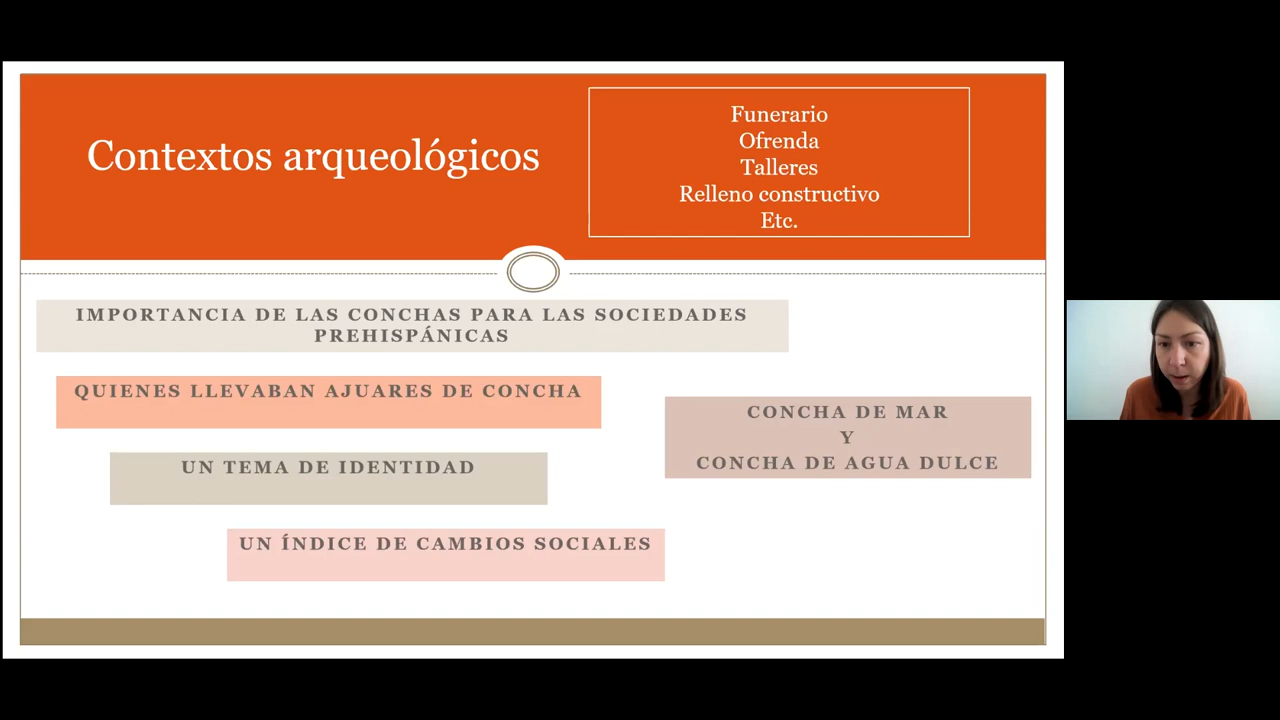 Contextos arqueológicos
Funerario
Ofrenda
Talleres
Relleno constructivo
Etc.
IMPORTANCIA DE LAS CONCHAS PARA LAS SOCIEDADES
PREHISPÁNICAS
QUIENES LLEVABAN AJUARES DE CONCHA
UN TEMA DE IDENTIDAD
UN ÍNDICE DE CAMBIOS SOCIALES
CONCHA DE MAR
Y
CONCHA DE AGUA DULCE